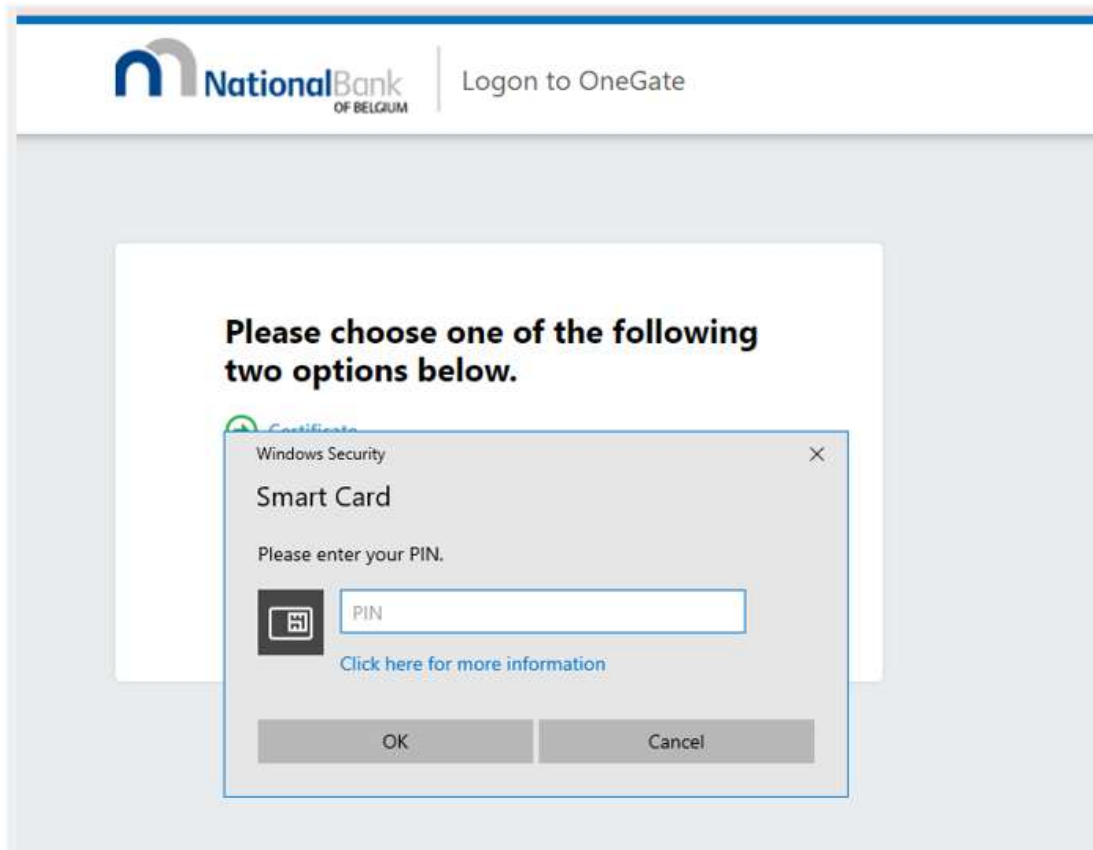 NationalBank
OF BELGIUM
Logon to OneGate
Please choose one of the following
two options below.
Certificate
Windows Security
Smart Card
Please enter your PIN.
PIN
Click here for more information
OK
Cancel